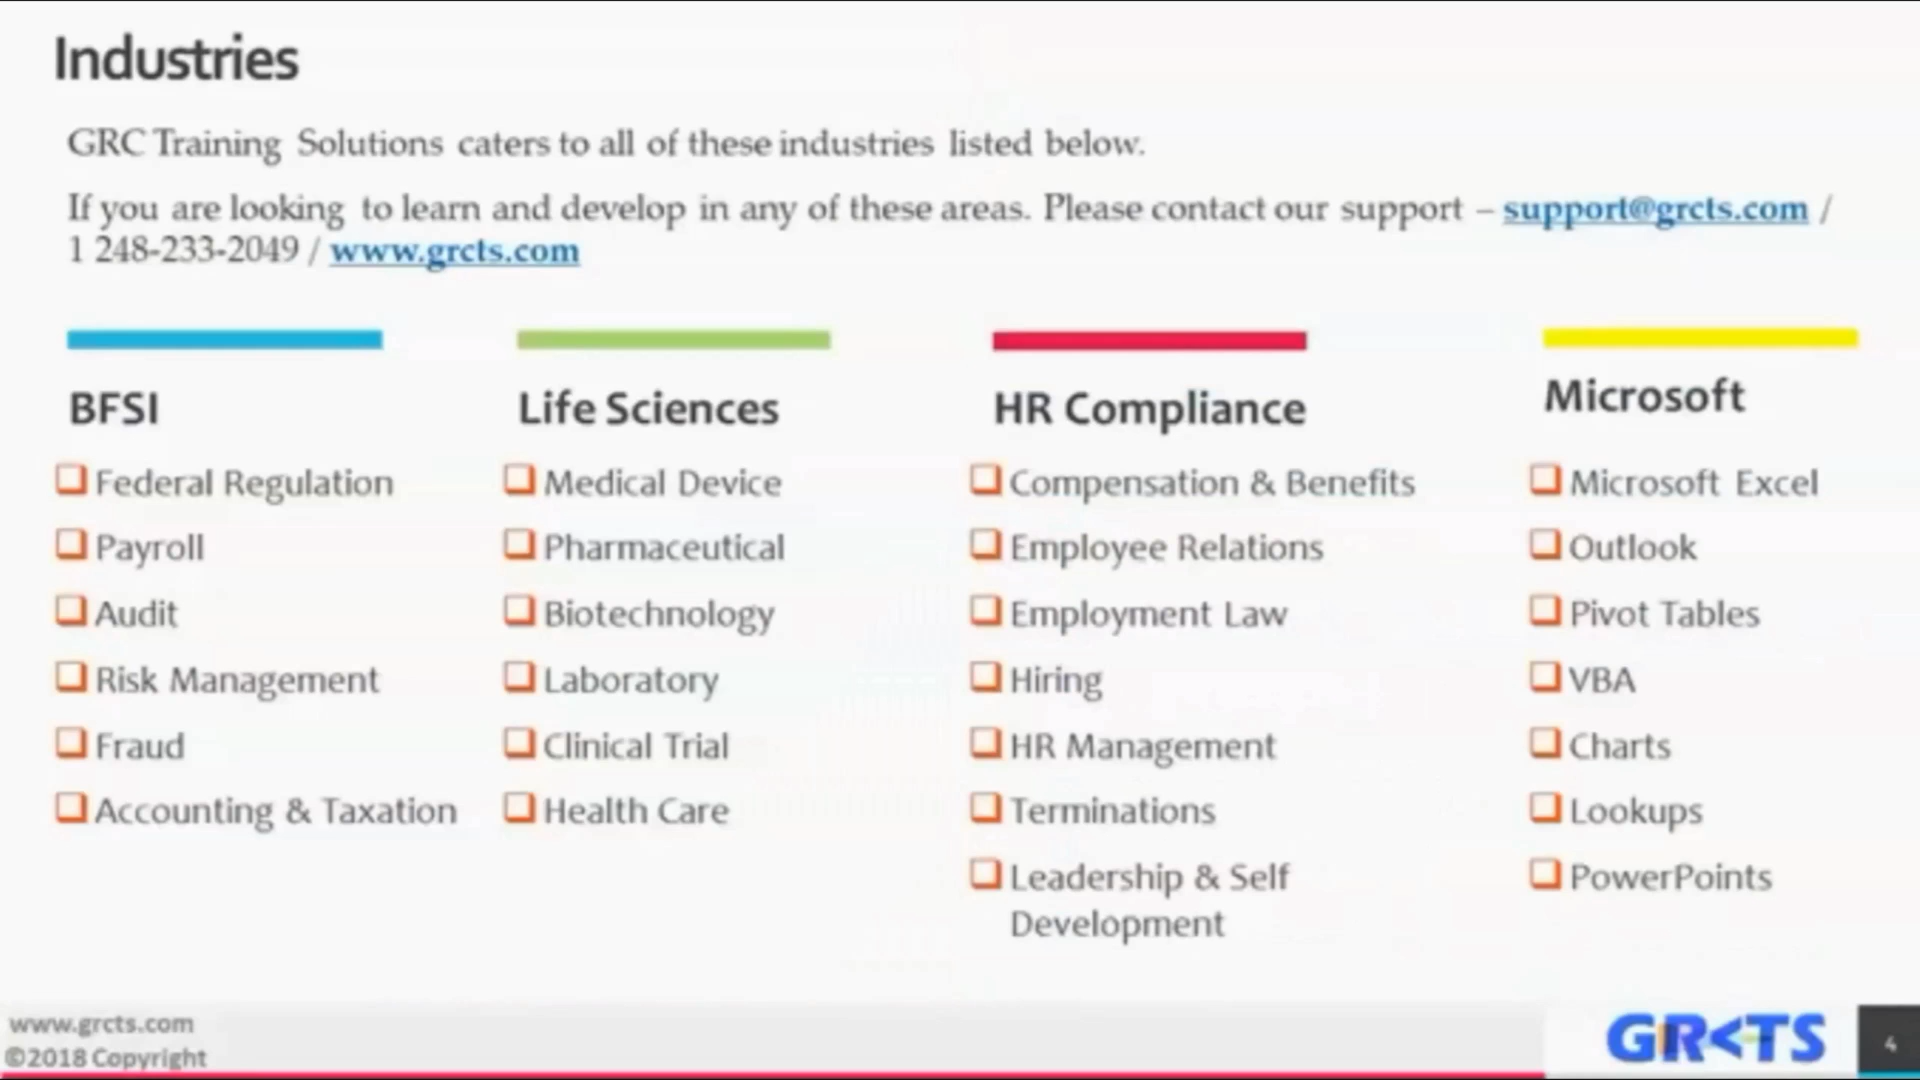 Industries
GRC Training Solutions caters to all of these industries listed below.
If you are looking to learn and develop in any of these areas. Please contact our support – support@grcts.com /
1 248-233-2049 / www.grcts.com
BFSI
Federal Regulation
Payroll
Audit
Risk Management
Fraud
Accounting & Taxation
Life Sciences
Medical Device
Pharmaceutical
Biotechnology
Laboratory
Clinical Trial
Health Care
HR Compliance
Compensation & Benefits
Employee Relations
Employment Law
Hiring
HR Management
Terminations
Leadership & Self
Development
Microsoft
Microsoft Excel
Outlook
Pivot Tables
VBA
Charts
Lookups
PowerPoints
www.grcts.com
©2018 Copyright
GRCTS
4